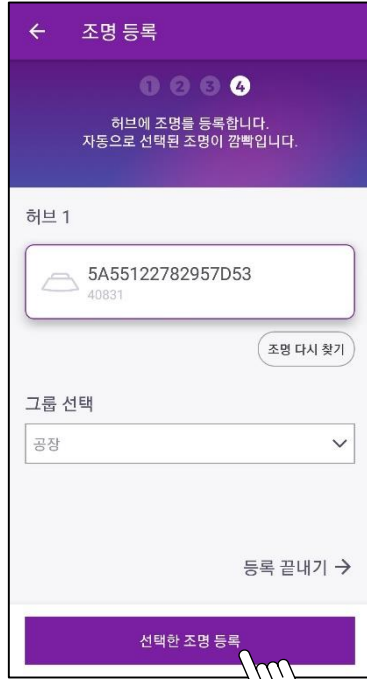 ← 조명 등록
1 2 3 4
허브에 조명를 등록합니다.
자동으로 선택된 조명이 깜빡입니다.
허브 1
5A55122782957D53
40831
조명 다시 찾기
그룹 선택
공장
등록 끝내기 →
선택한 조명 등록